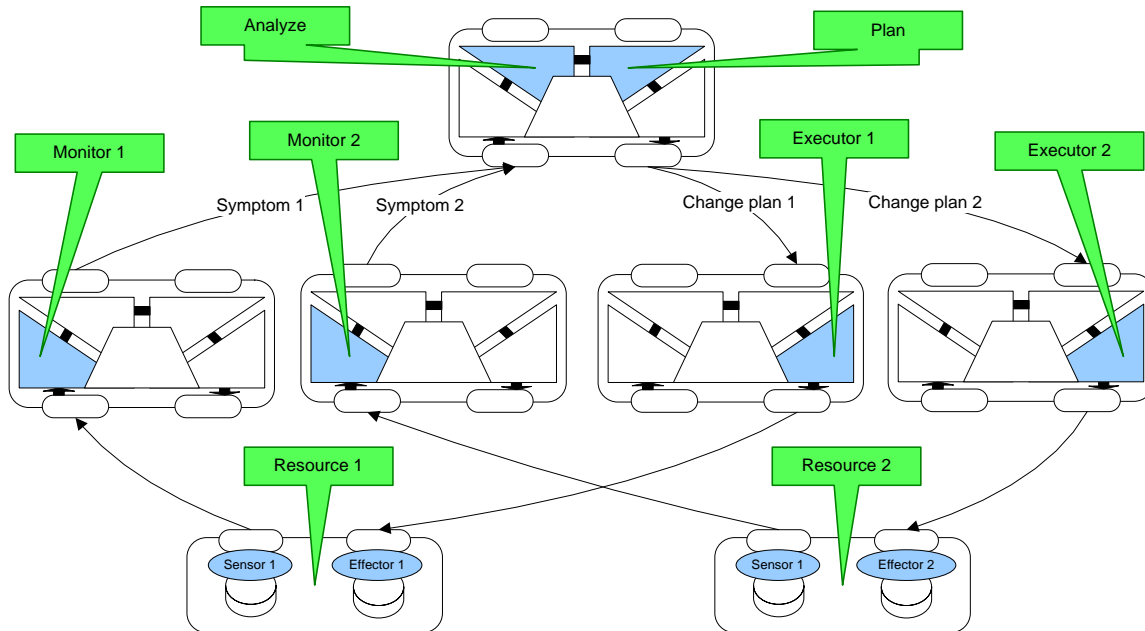 Analyze
Plan
Monitor 1
Monitor 2
Executor 1
Executor 2
Symptom 1
Symptom 2
Change plan 1
Change plan 2
Resource 1
Resource 2
Sensor 1
Effector 1
Sensor 1
Effector 2